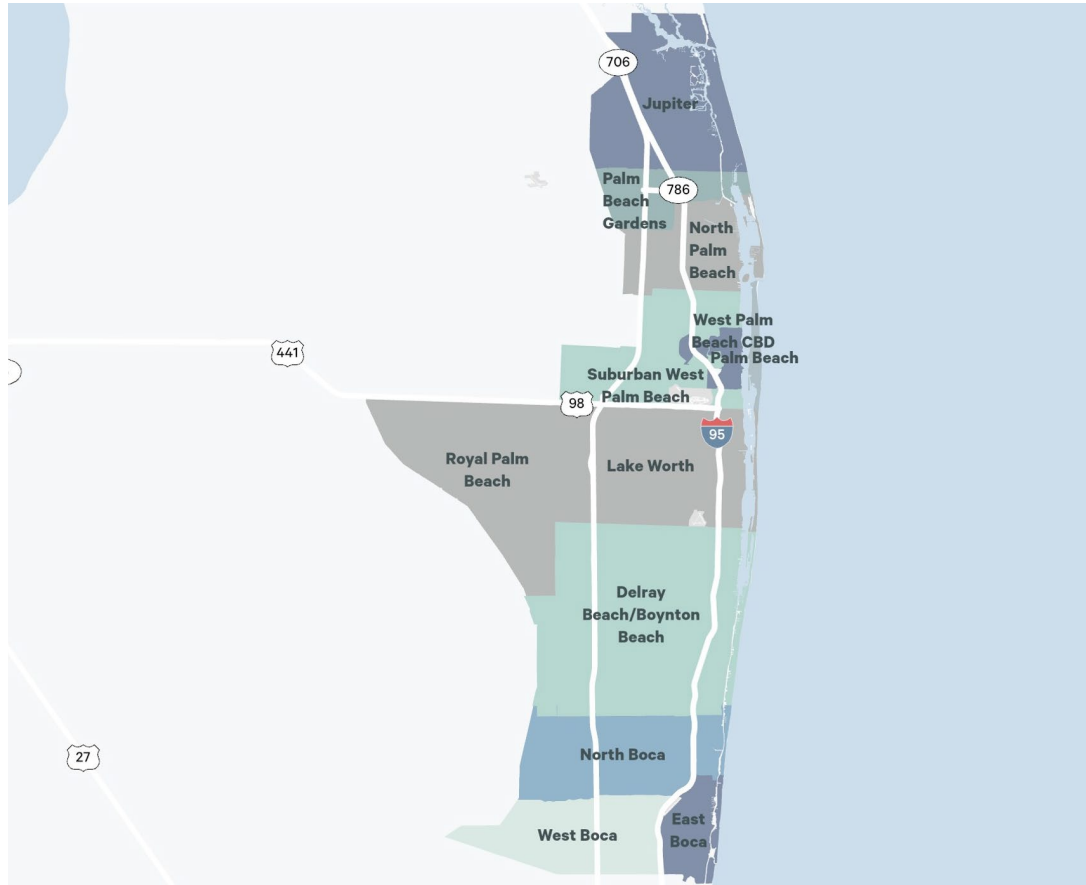 706
Jupiter
Palm
Beach
Gardens
786
North
Palm
Beach
West Palm
Beach CBD
Palm Beach
441
Suburban West
Palm Beach
98
95
Royal Palm
Beach
Lake Worth
Delray
Beach/Boynton
Beach
North Boca
27
West Boca
East
Boca